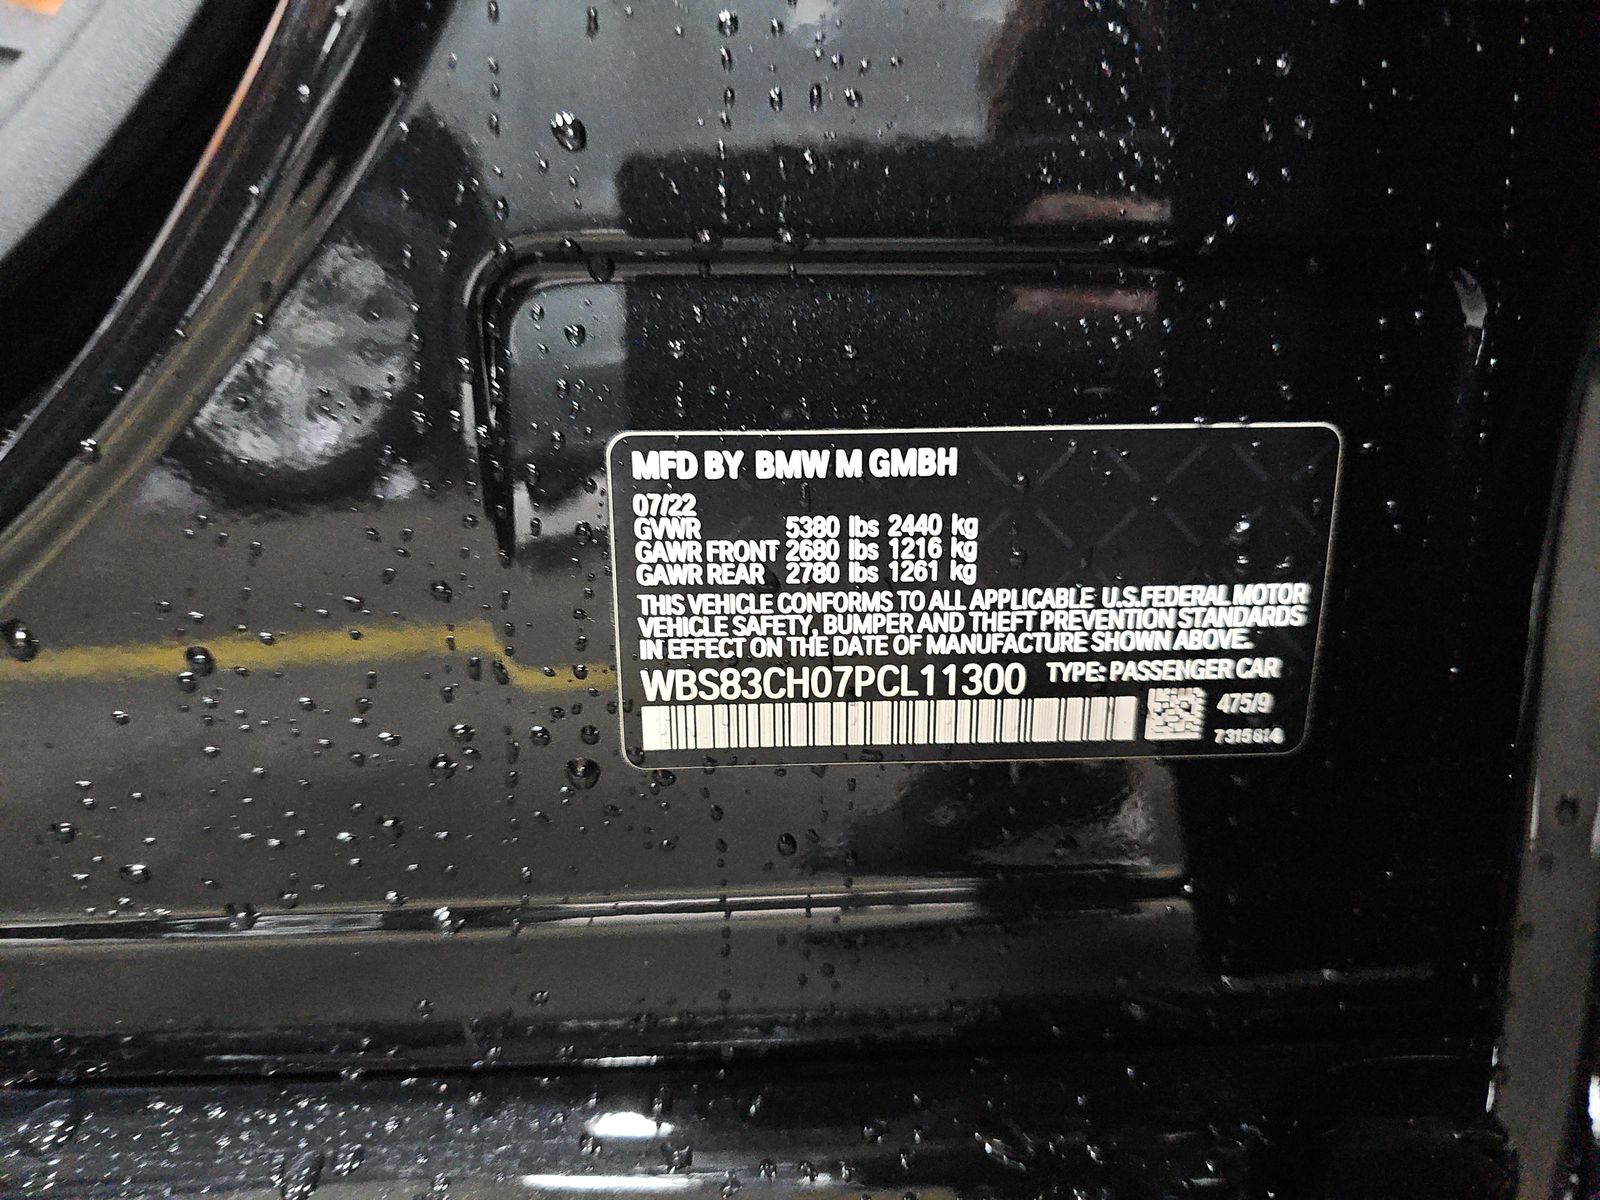 MFD BY BMW M GMBH
07/22
GVWR 5380 lbs 2440 kg
GAWR FRONT 2680 lbs 1216 kg
GAWR REAR 2780 lbs 1261 kg
THIS VEHICLE CONFORMS TO ALL APPLICABLE U.S.FEDERAL MOTOR
VEHICLE SAFETY, BUMPER AND THEFT PREVENTION STANDARDS
IN EFFECT ON THE DATE OF MANUFACTURE SHOWN ABOVE.
WBS83CH07PCL11300 TYPE: PASSENGER CAR
475/9
7315814